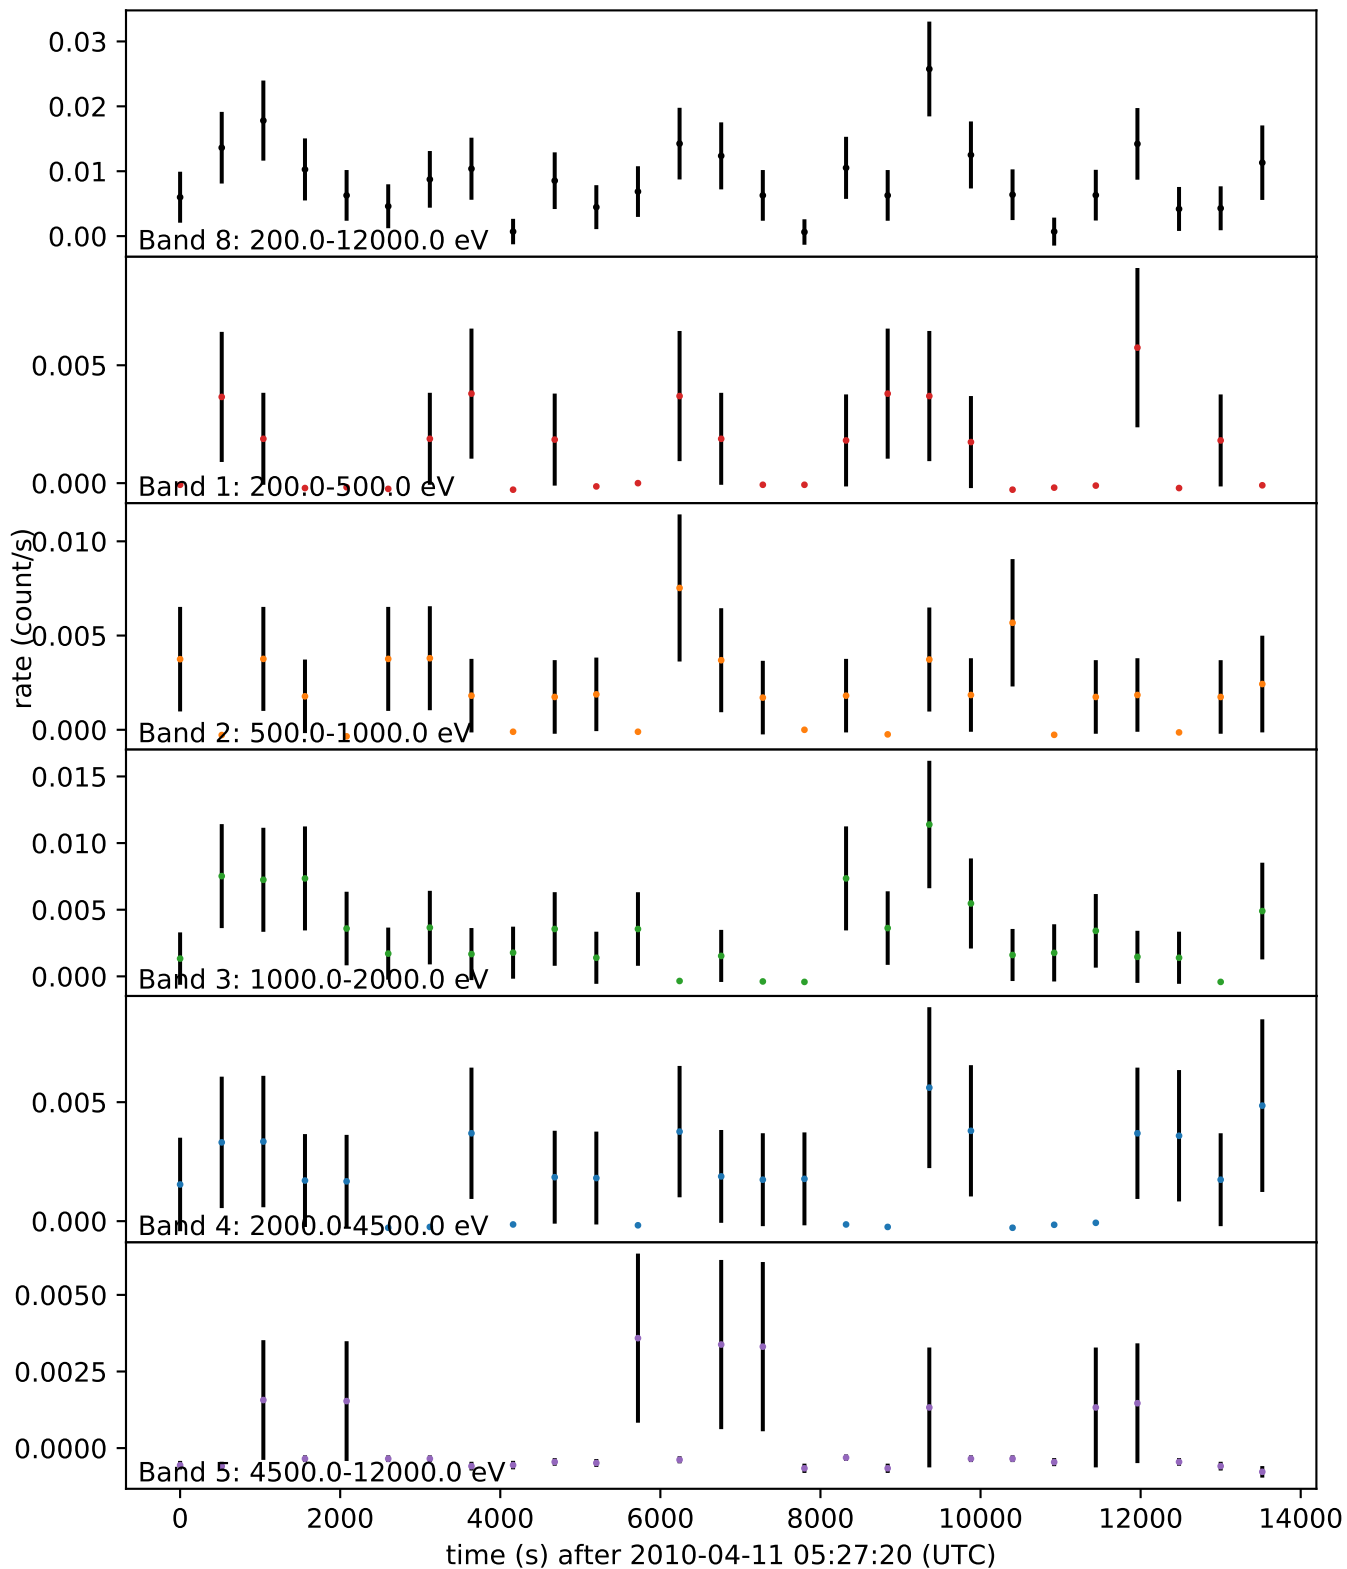 0.03
0.02
0.01
0.00
Band 8: 200.0-12000.0 eV
0.005
0.000
Band 1: 200.0-500.0 eV
rate (count/s)
0.010
0.005
0.000
Band 2: 500.0-1000.0 eV
0.015
0.010
0.005
0.000
Band 3: 1000.0-2000.0 eV
0.005
0.000
Band 4: 2000.0-4500.0 eV
0.0050
0.0025
0.0000
Band 5: 4500.0-12000.0 eV
0 2000 4000 6000 8000 10000 12000 14000
time (s) after 2010-04-11 05:27:20 (UTC)